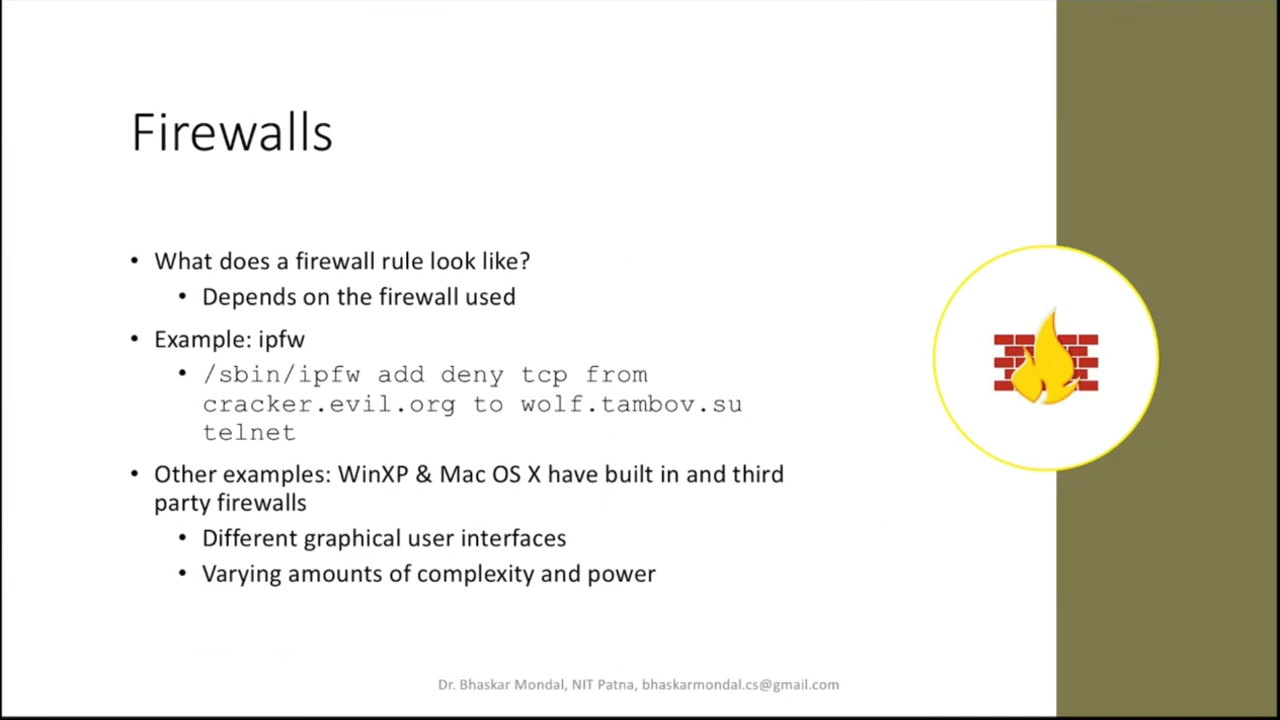 Firewalls
• What does a firewall rule look like?
• Depends on the firewall used
• Example: ipfw
• /sbin/ipfw add deny tcp from
cracker.evil.org to wolf.tambov.su
telnet
• Other examples: WinXP & Mac OS X have built in and third
party firewalls
• Different graphical user interfaces
• Varying amounts of complexity and power
Dr. Bhaskar Mondal, NIT Patna, bhaskarmondal.cs@gmail.com